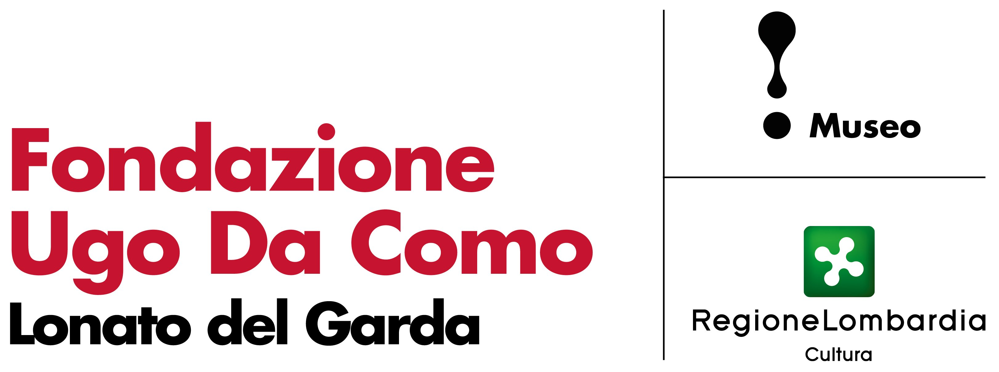 Fondazione
Ugo Da Como
Lonato del Garda
Museo
RegioneLombardia
Cultura